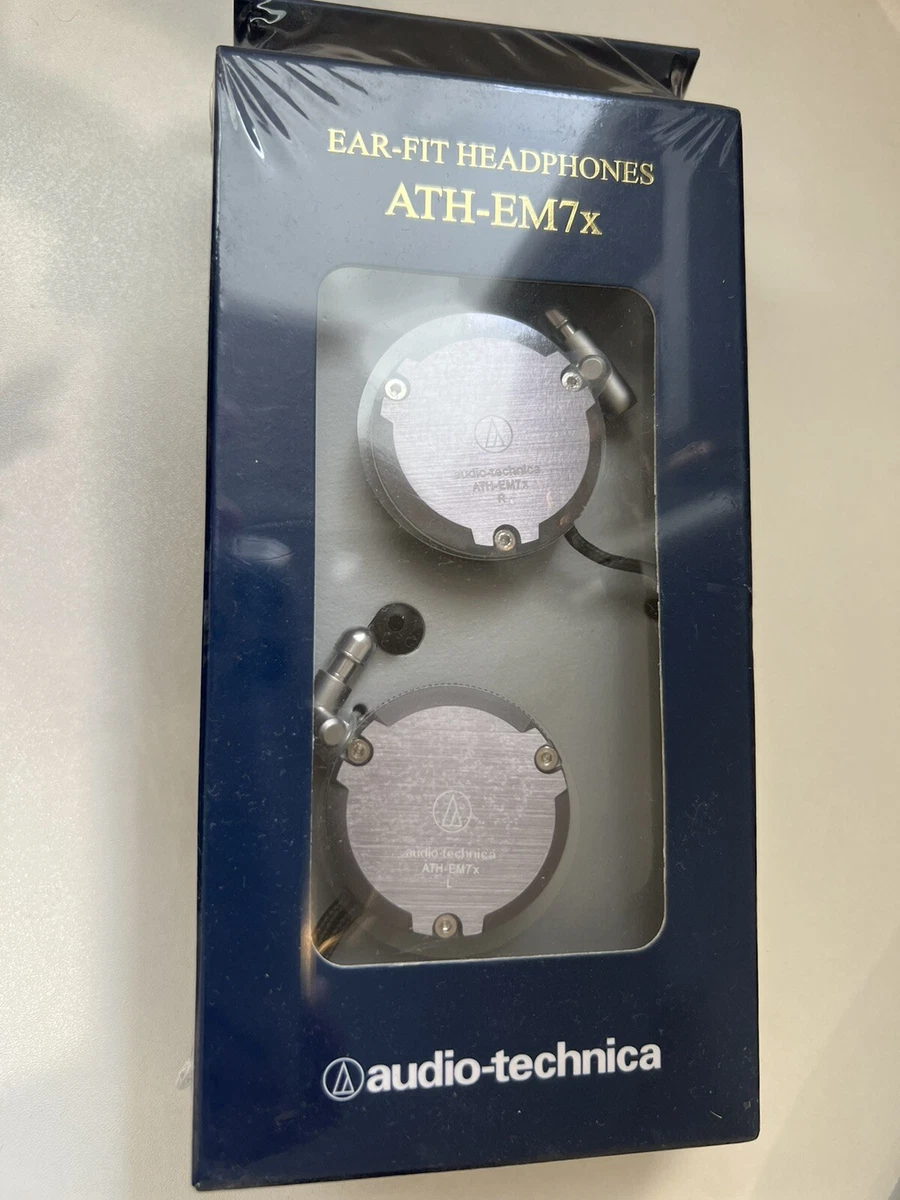 EAR-FIT HEADPHONES
ATH-EM7x
audio-technica
ATH-EM7x
R
audio-technica
ATH-EM7x
L
audio-technica